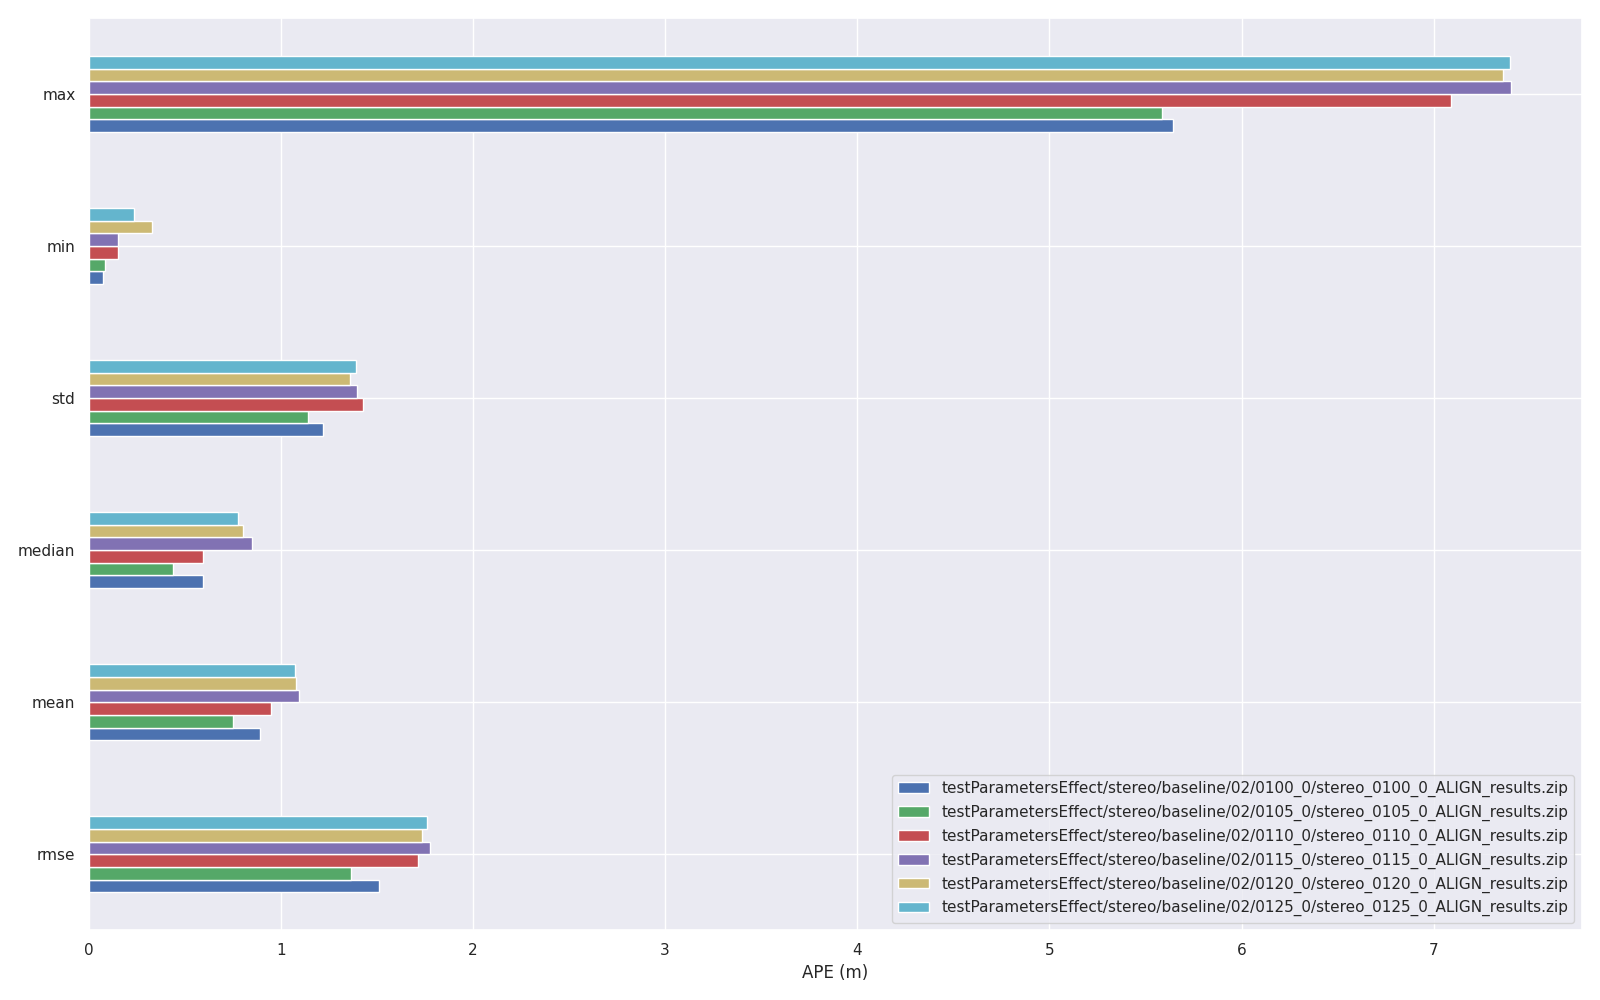 max
min
std
median
mean
rmse
testParametersEffect/stereo/baseline/02/0100_0/stereo_0100_0_ALIGN_results.zip
testParametersEffect/stereo/baseline/02/0105_0/stereo_0105_0_ALIGN_results.zip
testParametersEffect/stereo/baseline/02/0110_0/stereo_0110_0_ALIGN_results.zip
testParametersEffect/stereo/baseline/02/0115_0/stereo_0115_0_ALIGN_results.zip
testParametersEffect/stereo/baseline/02/0120_0/stereo_0120_0_ALIGN_results.zip
testParametersEffect/stereo/baseline/02/0125_0/stereo_0125_0_ALIGN_results.zip
0 1 2 3 4 5 6 7
APE (m)